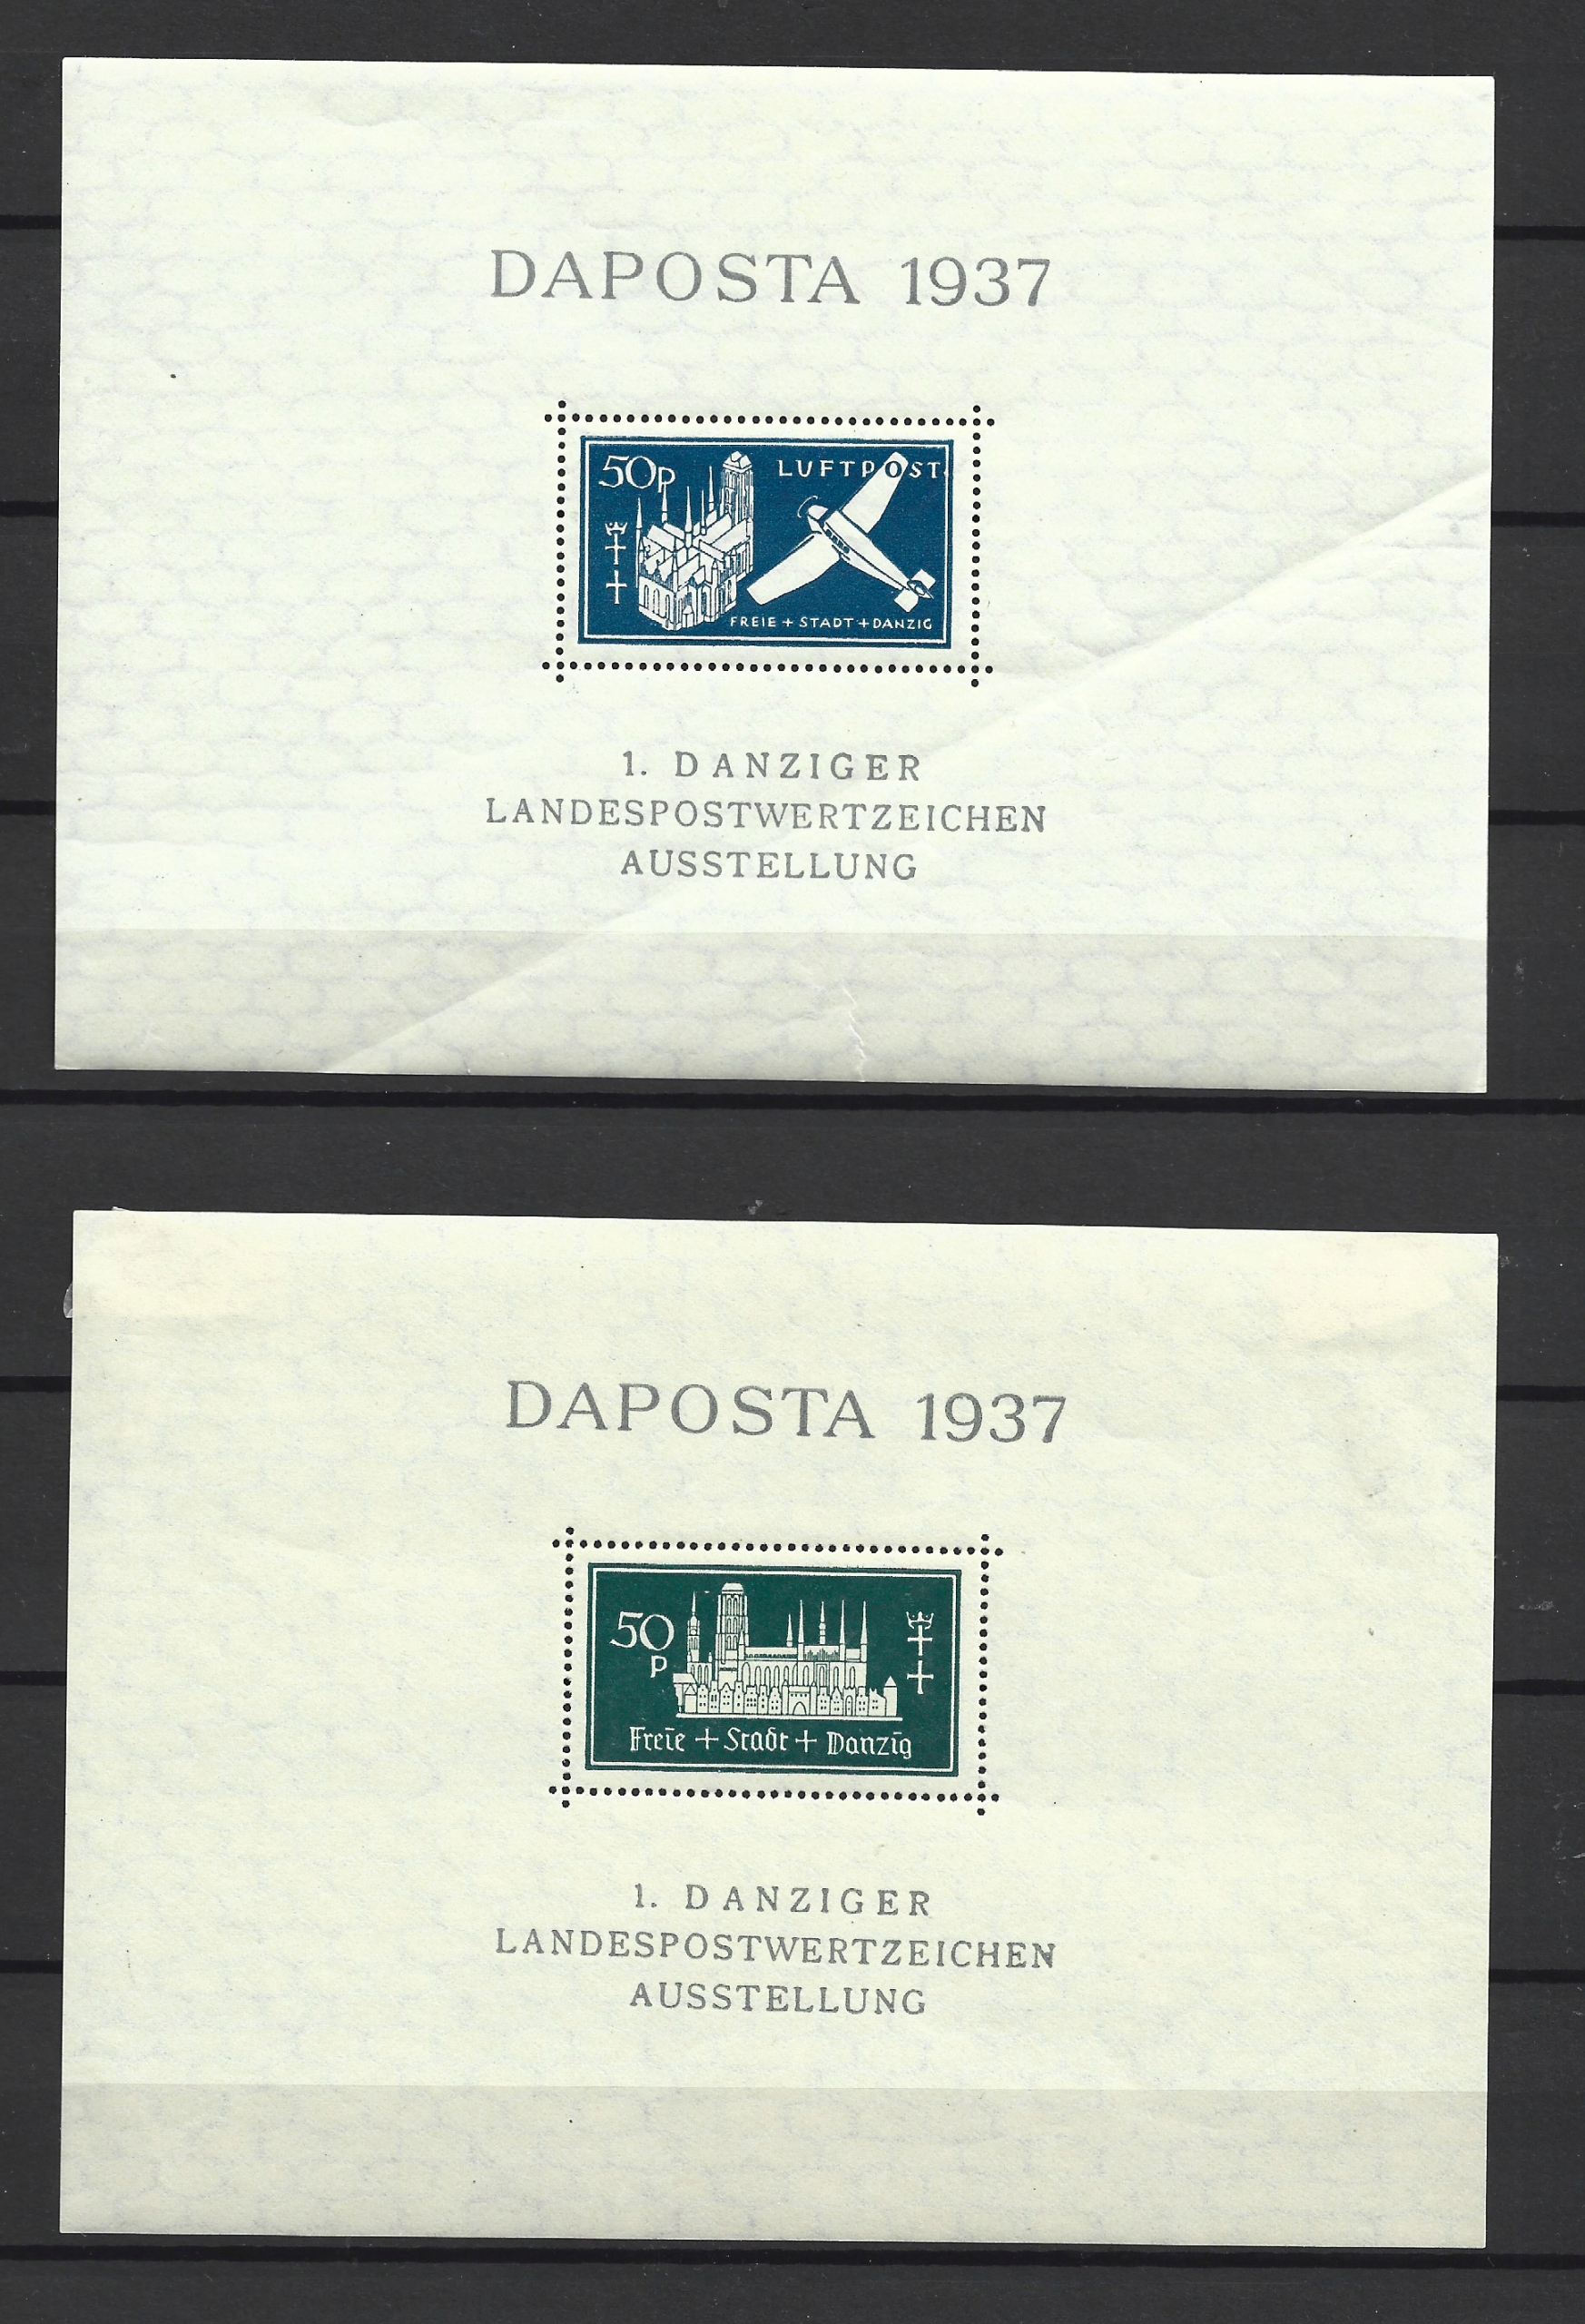 DAPOSTA 1937
50p
LUFTPOST
FREIE + STADT + DANZIG
1. DANZIGER
LANDESPOSTWERTZEICHEN
AUSSTELLUNG
DAPOSTA 1937
50
p
Freie + Stadt + Danzig
1. DANZIGER
LANDESPOSTWERTZEICHEN
AUSSTELLUNG